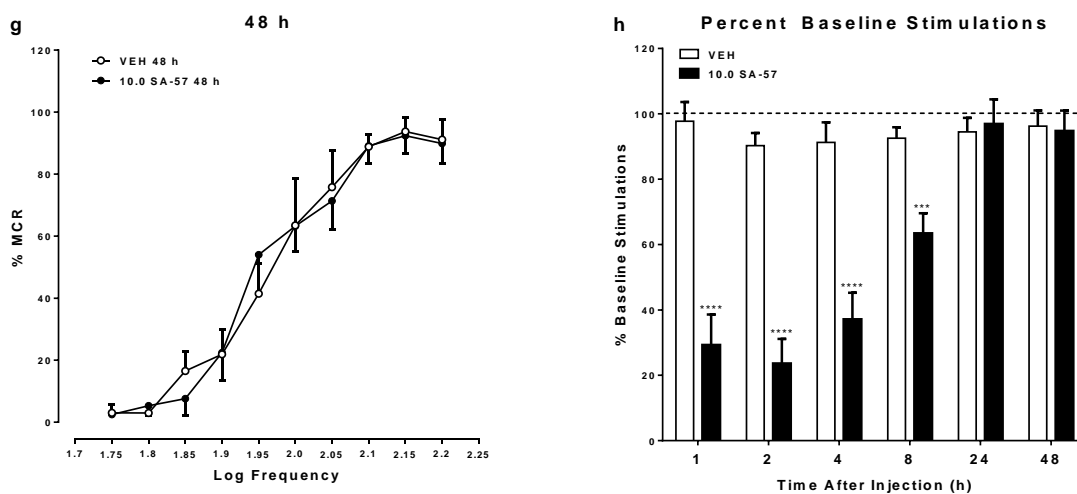 g
48 h
VEH 48 h
10.0 SA-57 48 h
120
100
80
60
40
20
0
% MCR
1.7 1.75 1.8 1.85 1.9 1.95 2.0 2.05 2.1 2.15 2.2 2.25
Log Frequency
h
Percent Baseline Stimulations
VEH
10.0 SA-57
120
100
80
60
40
20
0
% Baseline Stimulations
****
****
****
***
1 2 4 8 24 48
Time After Injection (h)